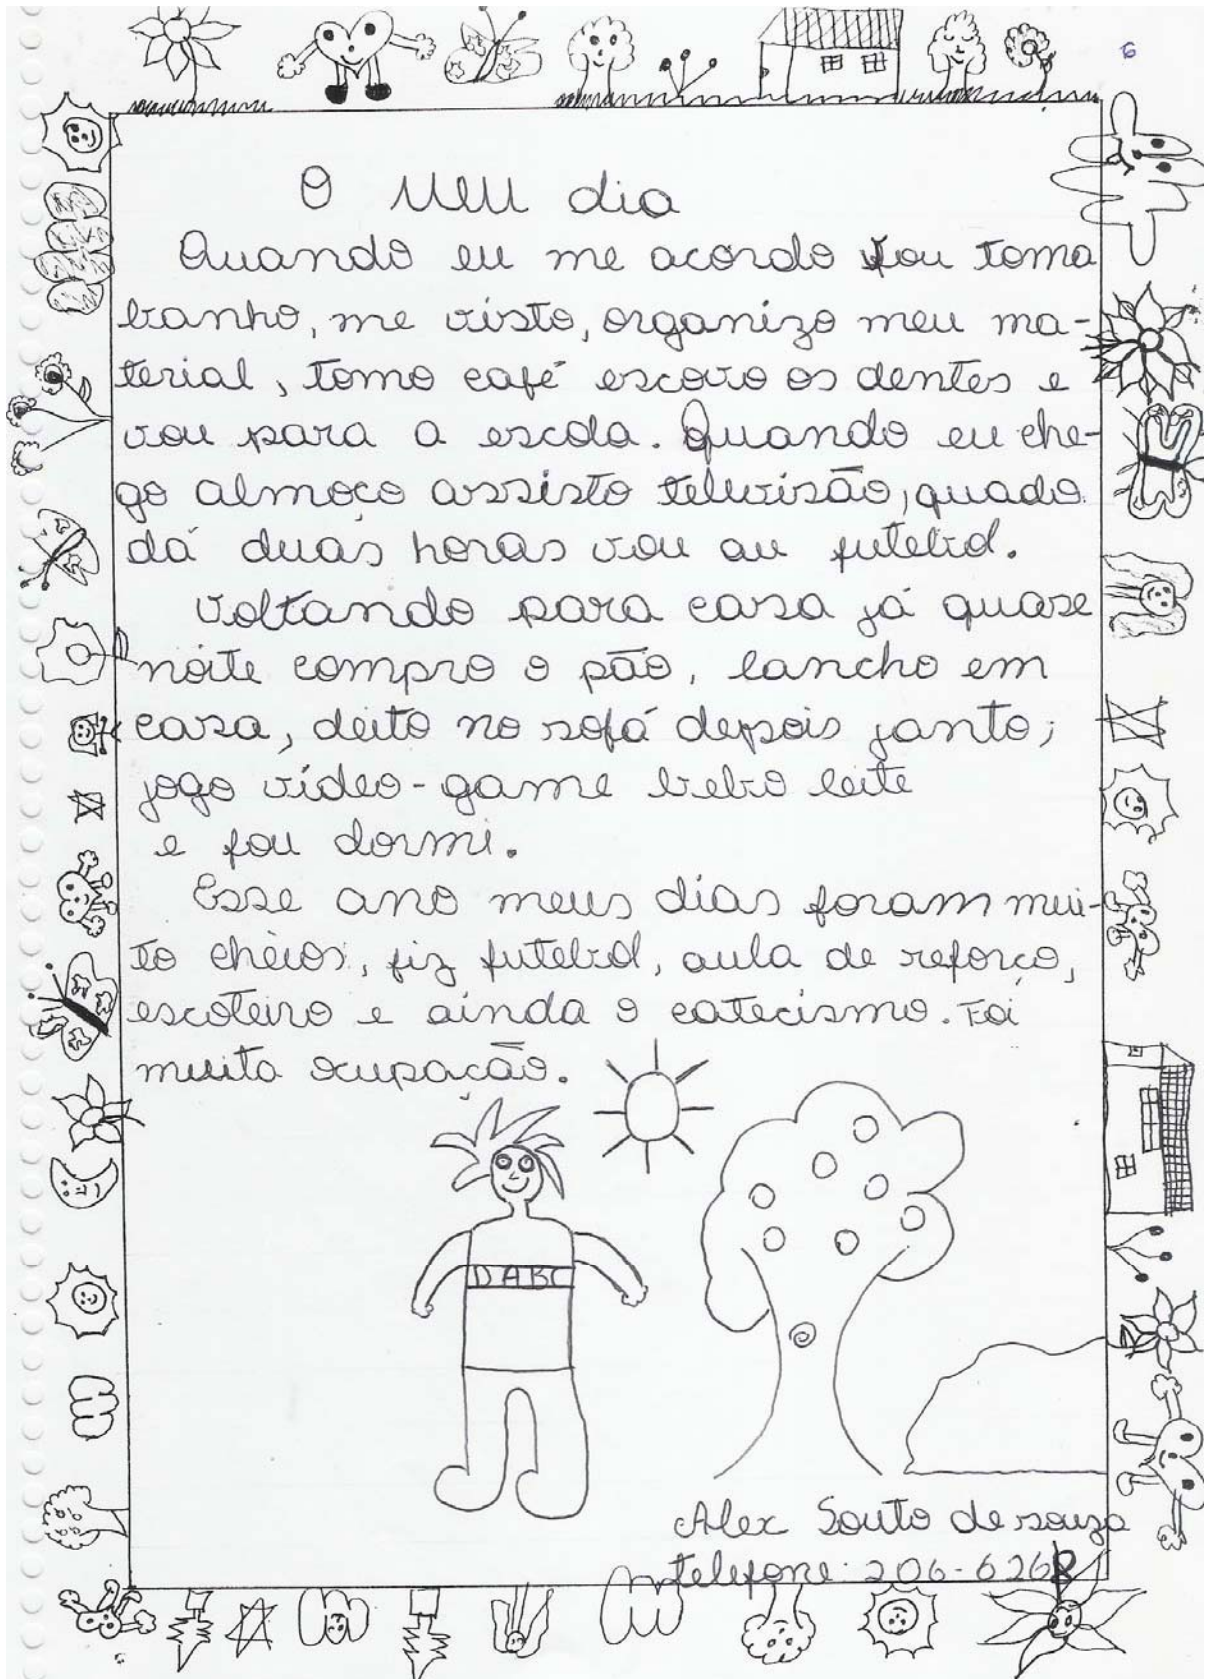 6
O meu dia
Quando eu me acordo vou toma
banho, me visto, organizo meu ma-
terial, tomo café escovo os dentes e
vou para a escola. Quando eu che-
go almoço assisto televisão, quado
dá duas horas vou au futebol.
Voltando para casa já quase
noite compro o pão, lancho em
casa, deito no sofá depois janto,
jogo vídeo-game bebo leite
e fou dormi.
Esse ano meus dias foram mui-
to cheios, fiz futebol, aula de reforço,
escoteiro e ainda o catecismo. Foi
muita ocupação.
DABC
Alex Souto de souza
telefone: 206-626